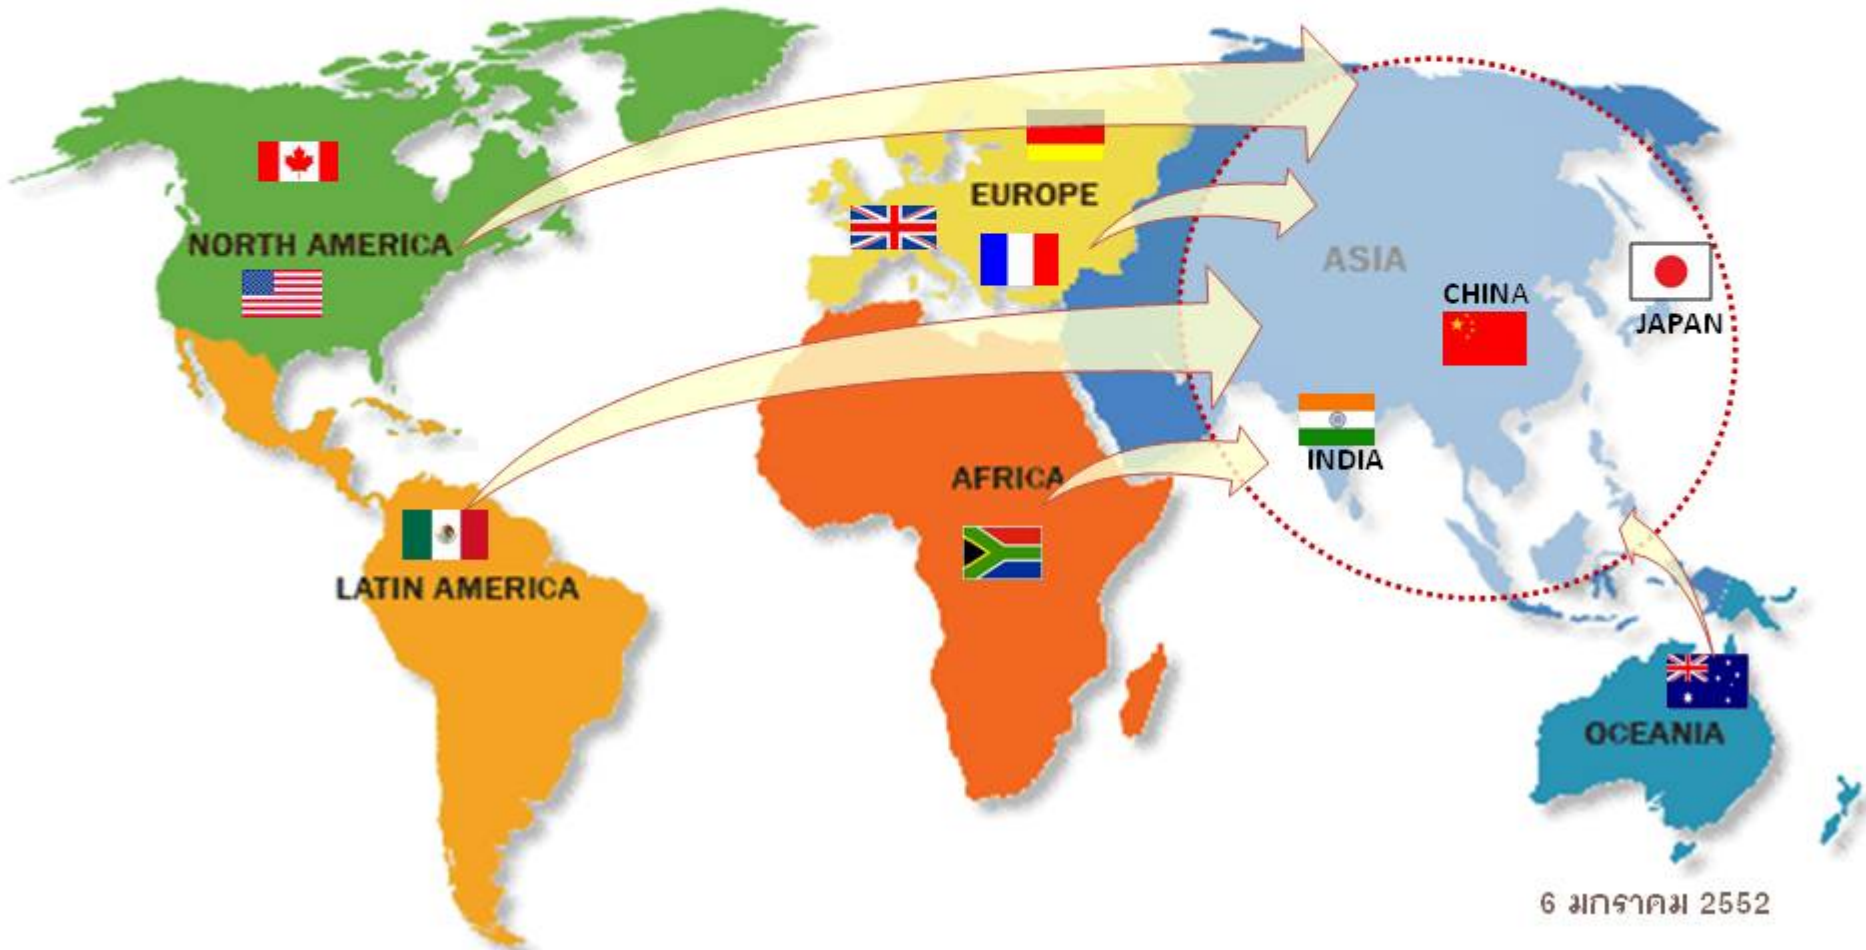 EUROPE
NORTH AMERICA
ASIA
CHINA
JAPAN
INDIA
AFRICA
LATIN AMERICA
OCEANIA
6 มกราคม 2552